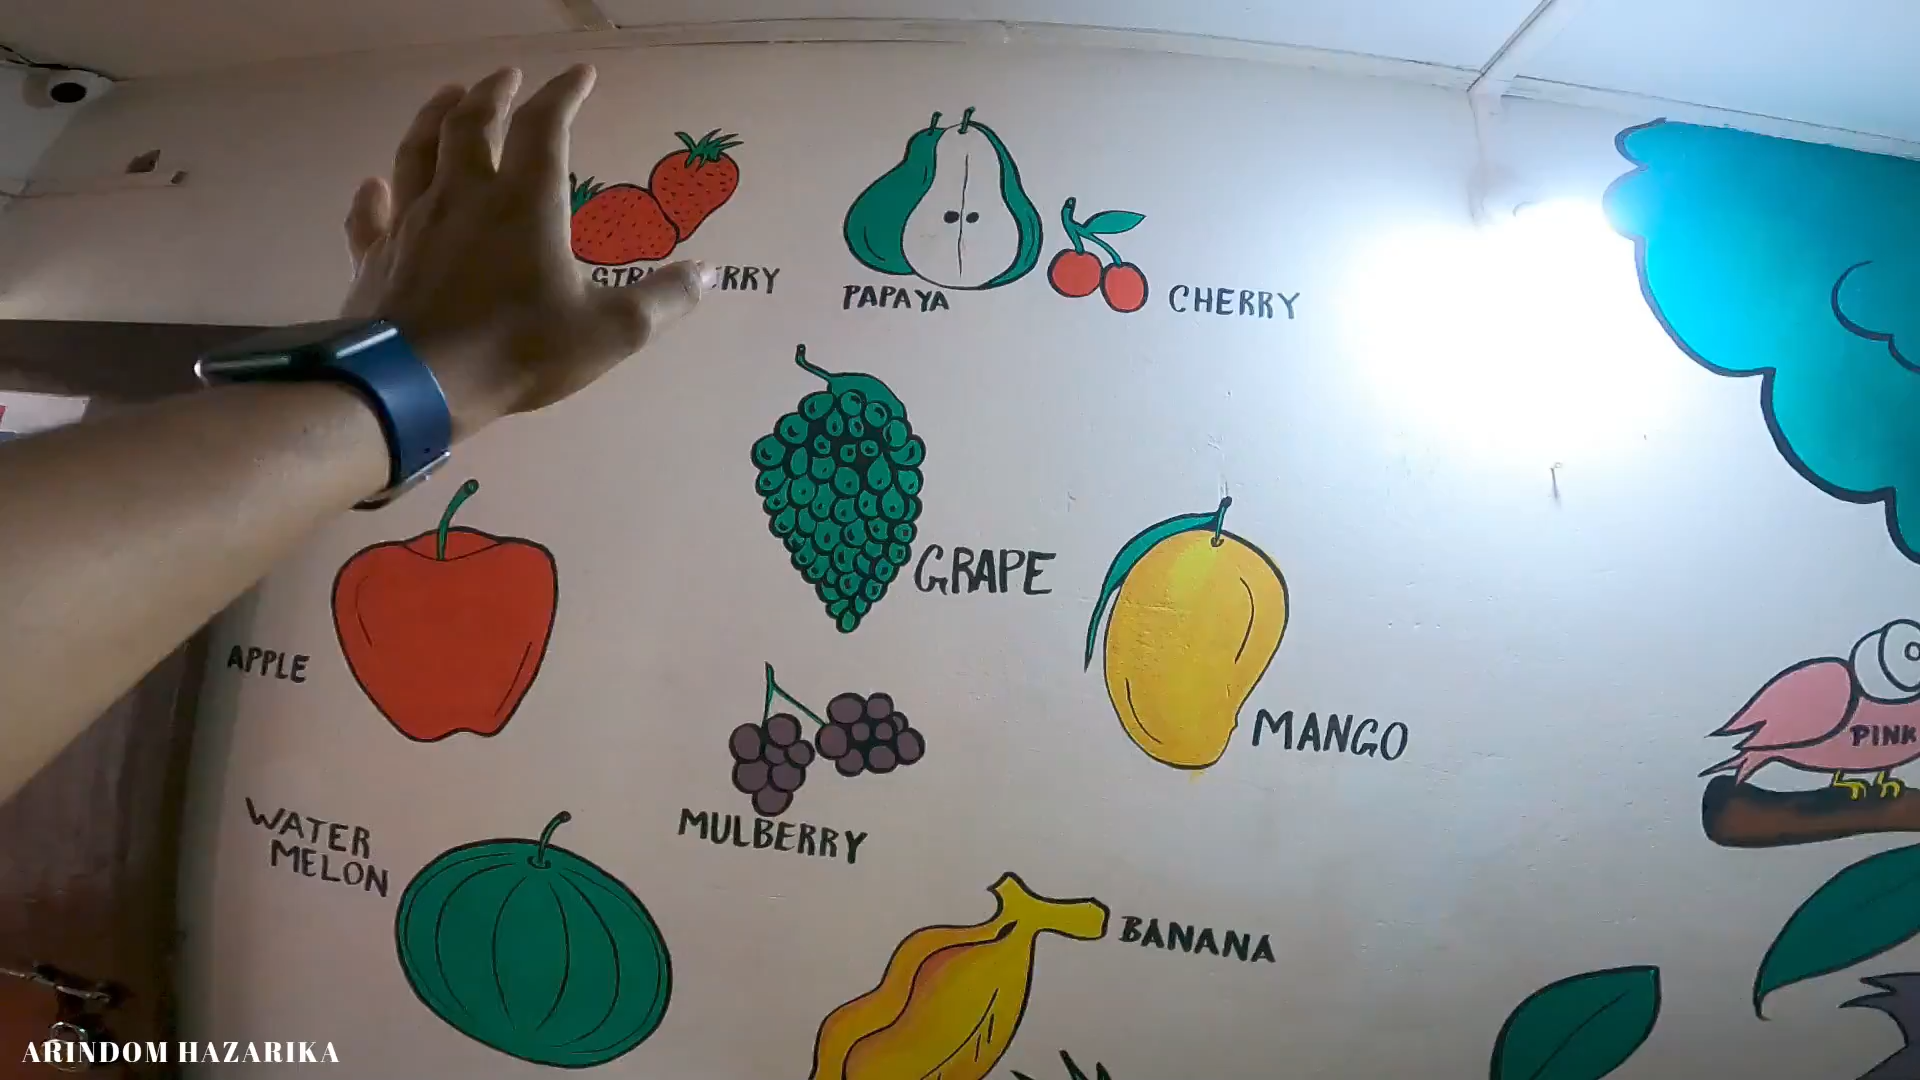 PAPAYA
CHERRY
GRAPE
APPLE
MANGO
PINK
MULBERRY
WATER
MELON
BANANA
ARINDOM HAZARIKA